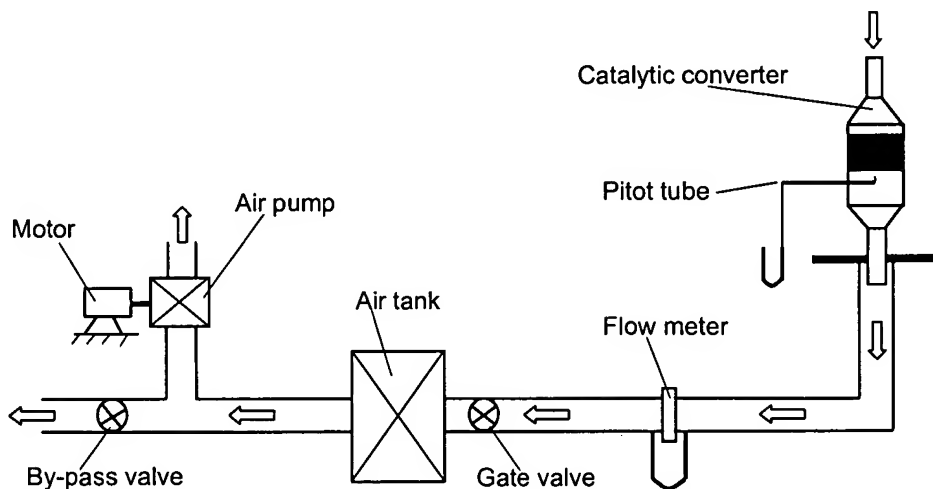 Catalytic converter
Pitot tube
Air pump
Motor
Air tank
Flow meter
By-pass valve
Gate valve